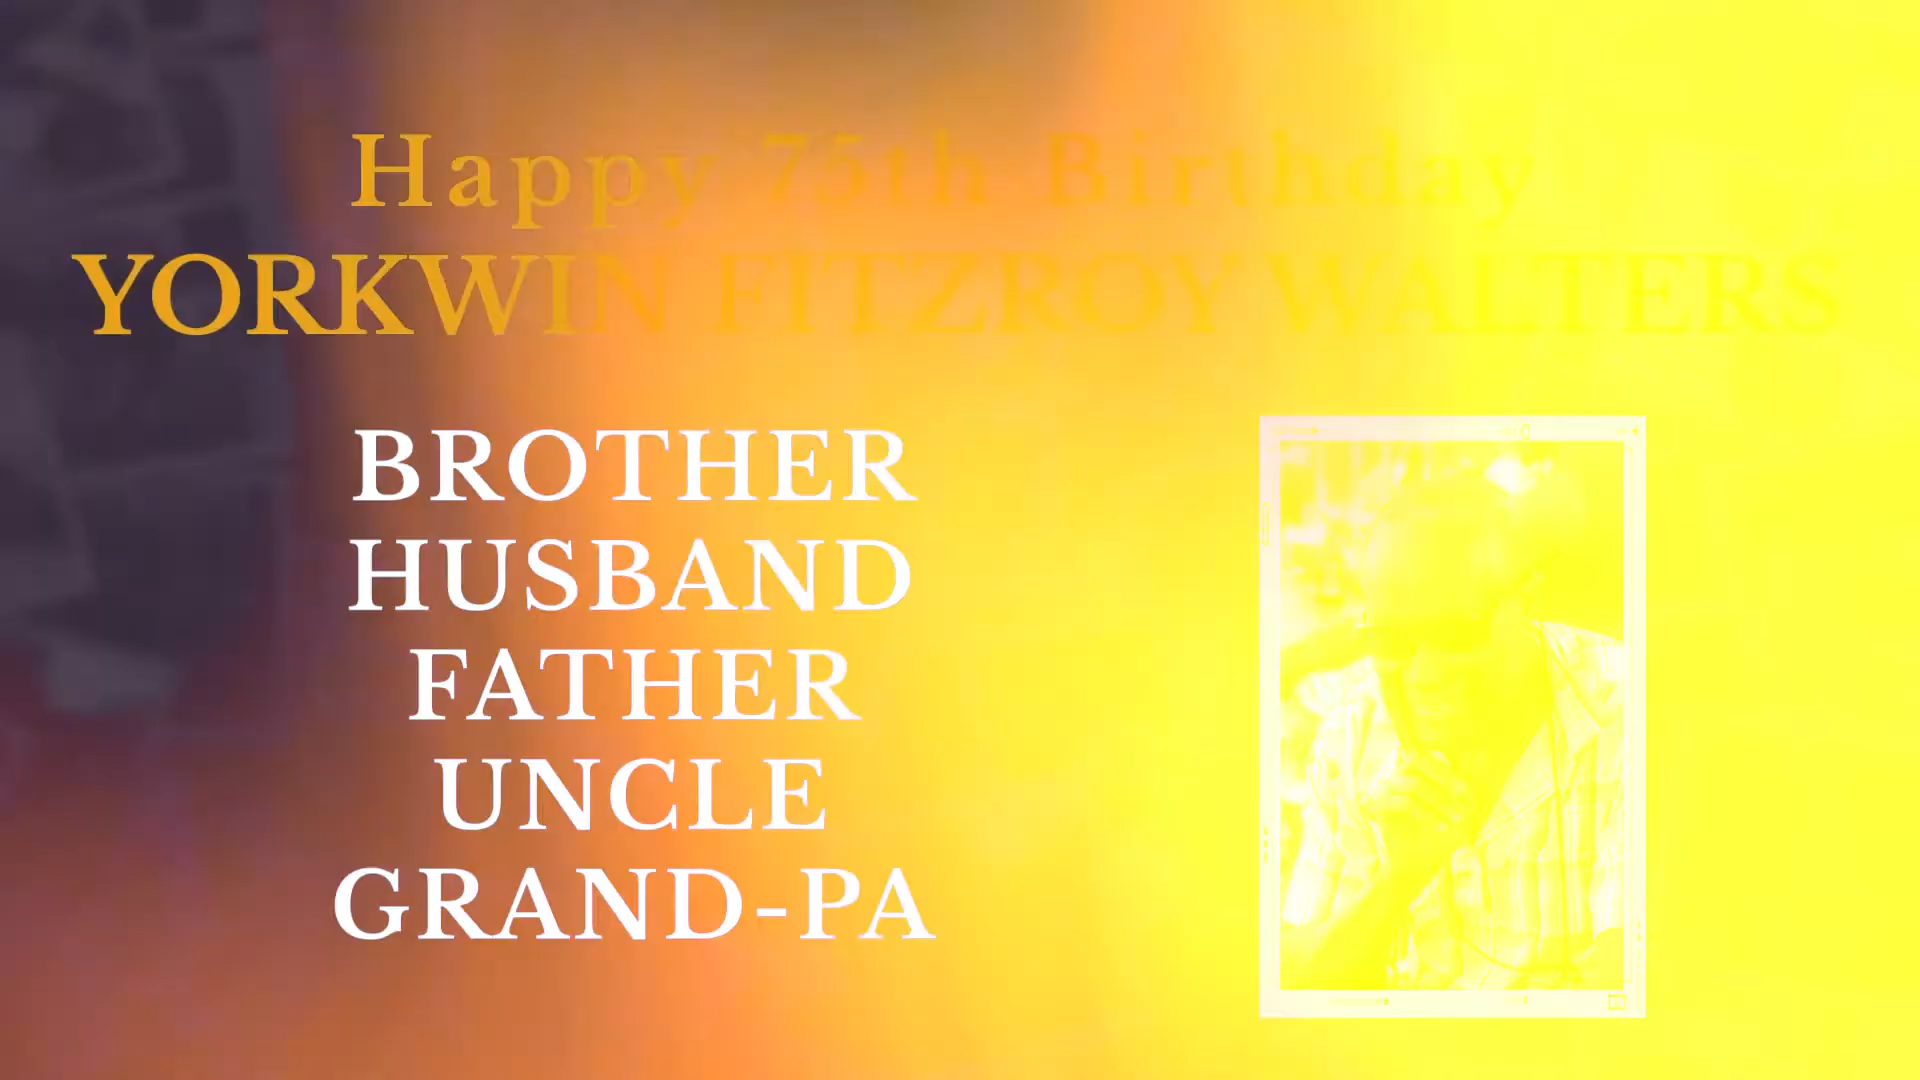 Happy 75th Birthday
YORKWIN FITZROY WALTERS
BROTHER
HUSBAND
FATHER
UNCLE
GRAND-PA